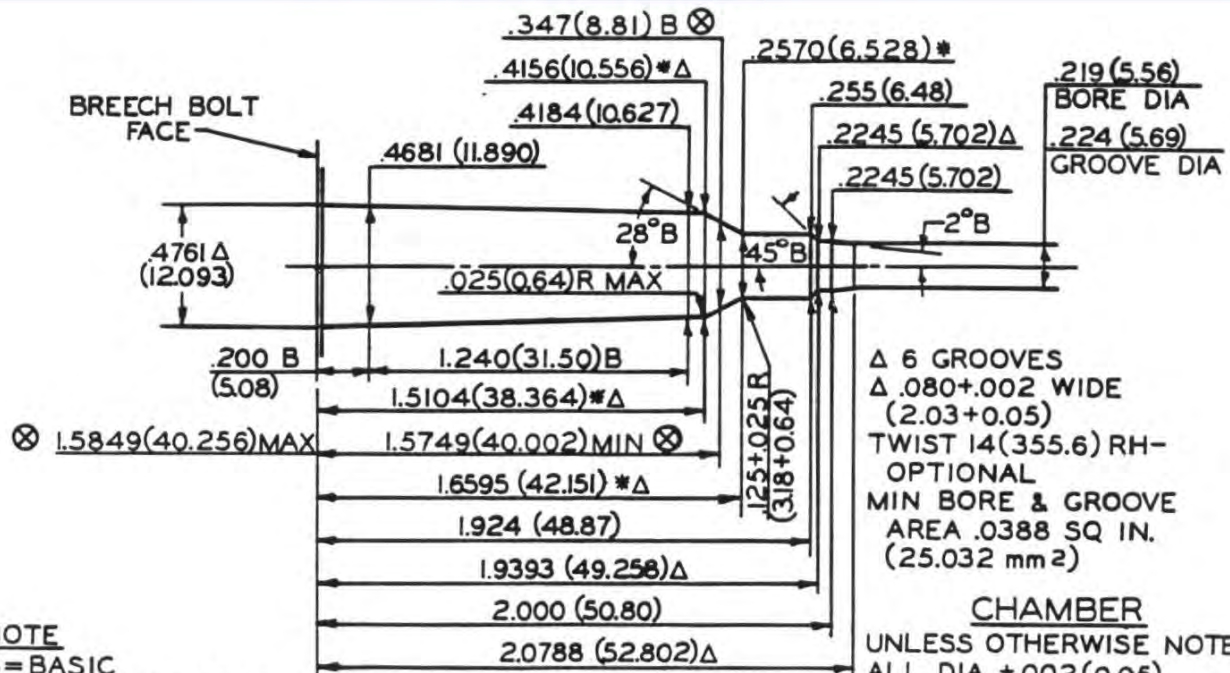 .347(8.81) B ⊗
.2570(6.528)*
.4156(10.556)*Δ
.219(5.56)
BORE DIA
BREECH BOLT
FACE
.255(6.48)
.4184(10.627)
.2245(5.702)Δ
.224(5.69)
GROOVE DIA
.4681(11.890)
.2245(5.702)
28°B
2°B
.4761Δ
(12.093)
45°B
.025(0.64)R MAX
.200 B
(5.08)
1.240(31.50)B
1.5104(38.364)*Δ
⊗ 1.5849(40.256)MAX
1.5749(40.002)MIN ⊗
.125+.025 R
(3.18+0.64)
1.6595(42.151)*Δ
1.924(48.87)
1.9393(49.258)Δ
2.000(50.80)
2.0788(52.802)Δ
Δ 6 GROOVES
Δ .080+.002 WIDE
(2.03+0.05)
TWIST 14(355.6) RH-
OPTIONAL
MIN BORE & GROOVE
AREA .0388 SQ IN.
(25.032 mm2)
CHAMBER
UNLESS OTHERWISE NOTE
=BASIC